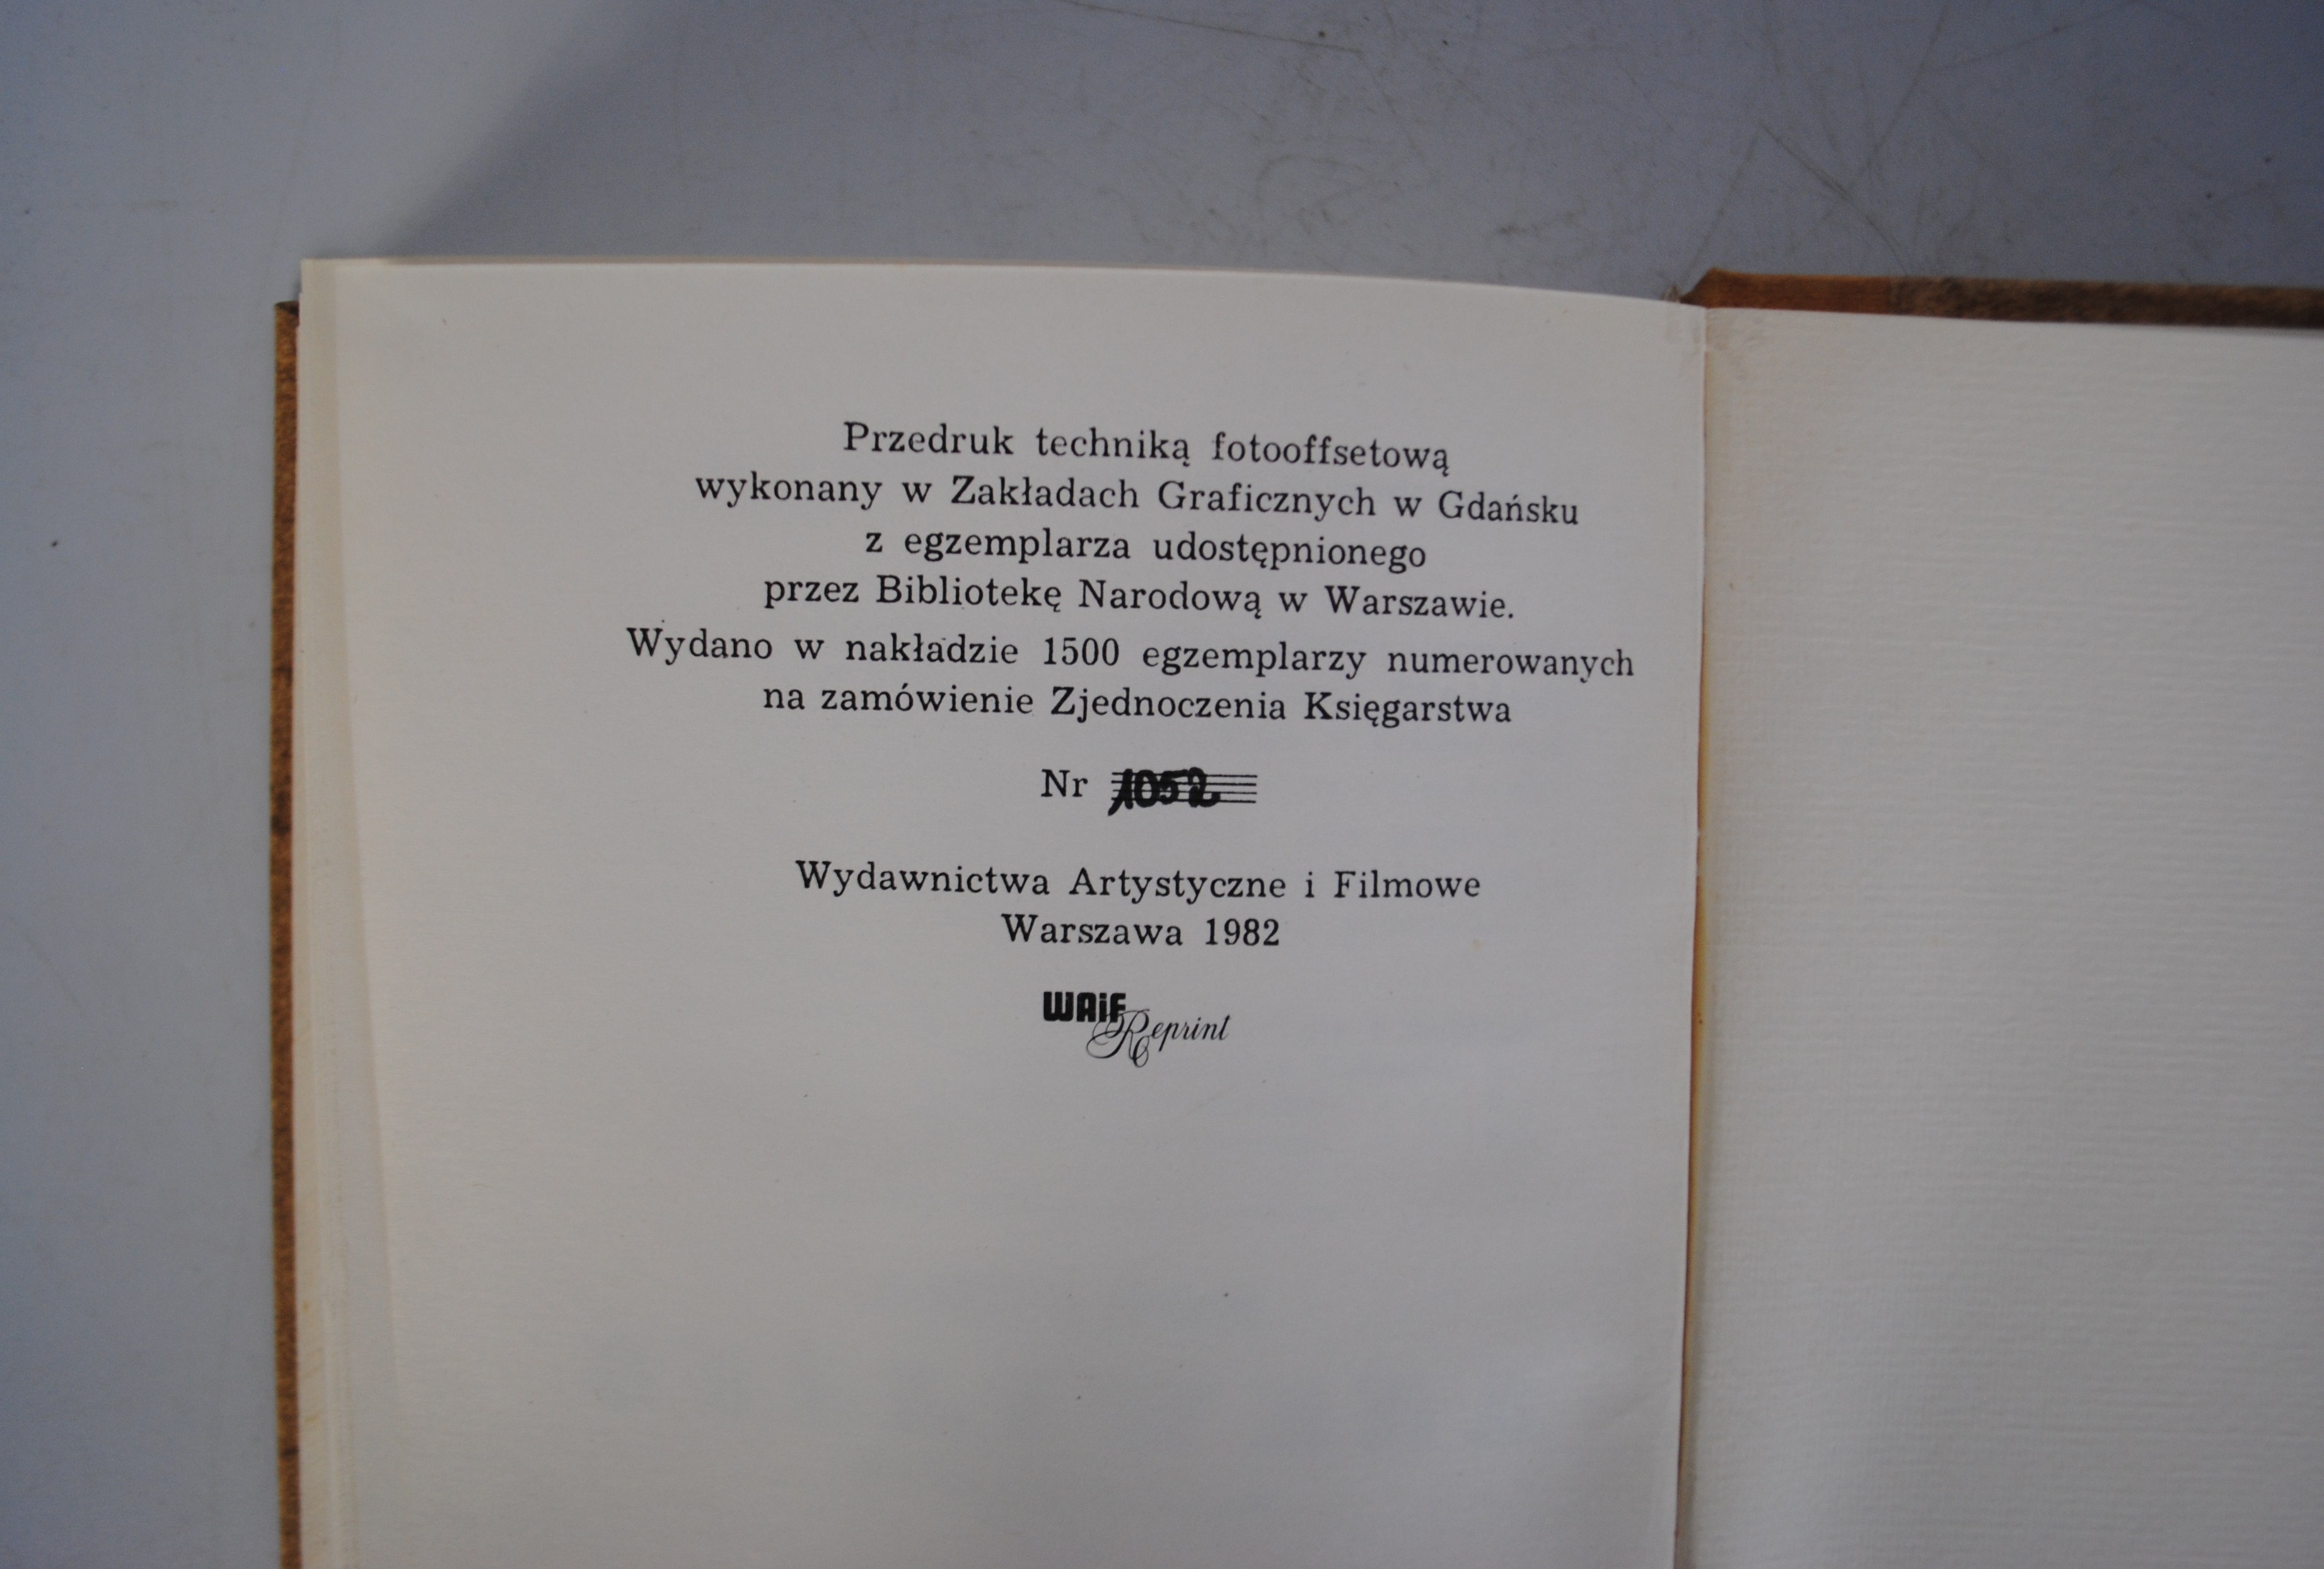 Przedruk techniką fotooffsetową
wykonany w Zakładach Graficznych w Gdańsku
z egzemplarza udostępnionego
przez Bibliotekę Narodową w Warszawie.
Wydano w nakładzie 1500 egzemplarzy numerowanych
na zamówienie Zjednoczenia Księgarstwa
Nr 1052
Wydawnictwa Artystyczne i Filmowe
Warszawa 1982
WAiF
Reprint